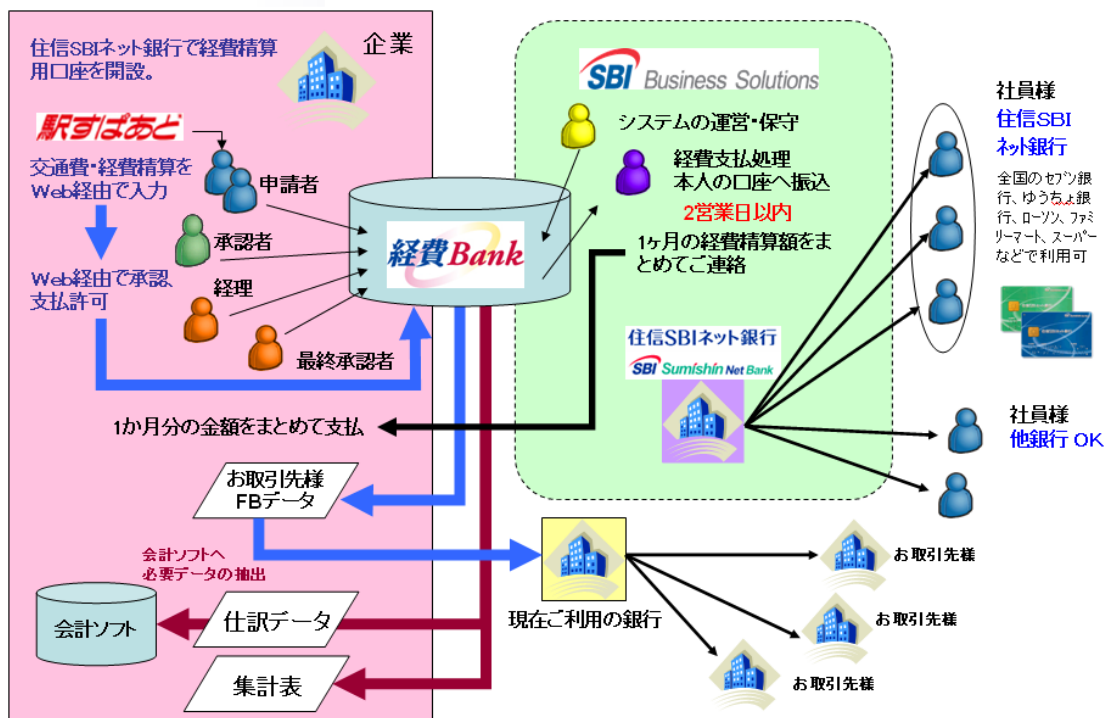 住信SBIネット銀行で経費精算
用口座を開設。
企業
駅すぱあと
交通費・経費精算を
Web経由で入力
申請者
承認者
Web経由で承認、
支払許可
経理
最終承認者
経費Bank
SBI Business Solutions
システムの運営・保守
経費支払処理
本人の口座へ振込
2営業日以内
1ヶ月の経費精算額をま
とめてご連絡
住信SBIネット銀行
SBI Sumishin Net Bank
社員様
住信SBI
ネット銀行
全国のセブン銀
行、ゆうちょ銀
行、ローソン、ファミ
リーマート、スーパー
などで利用可
社員様
他銀行 OK
1か月分の金額をまとめて支払
お取引先様
FBデータ
会計ソフトへ
必要データの抽出
会計ソフト
仕訳データ
集計表
現在ご利用の銀行
お取引先様
お取引先様
お取引先様